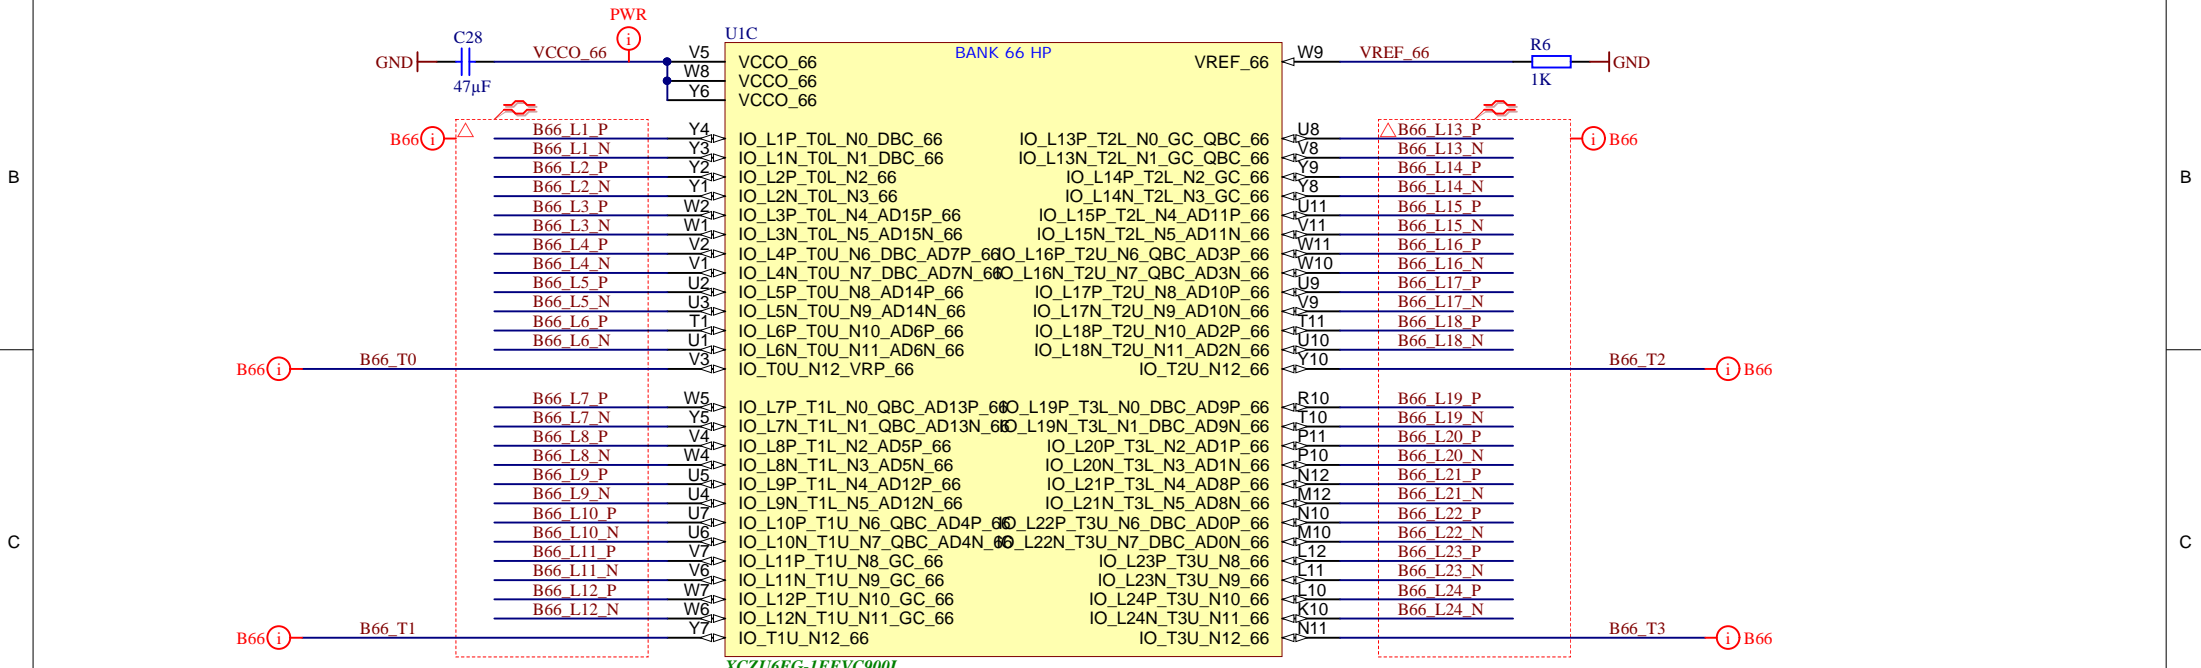 PWR
U1C
C28
VCCO_66
V5
BANK 66 HP
W9
VREF_66
R6
GND
VCCO_66
VREF_66
GND
47µF
W8
VCCO_66
1K
Y6
VCCO_66
B66 i B66_L1_P Y4 IO_L1P_T0L_N0_DBC_66 IO_L13P_T2L_N0_GC_QBC_66 U8 B66_L13_P i B66
B66_L1_N Y3 IO_L1N_T0L_N1_DBC_66 IO_L13N_T2L_N1_GC_QBC_66 V8 B66_L13_N
B B66_L2_P Y2 IO_L2P_T0L_N2_66 IO_L14P_T2L_N2_GC_66 Y9 B66_L14_P B
B66_L2_N Y1 IO_L2N_T0L_N3_66 IO_L14N_T2L_N3_GC_66 Y8 B66_L14_N
B66_L3_P W2 IO_L3P_T0L_N4_AD15P_66 IO_L15P_T2L_N4_AD11P_66 U11 B66_L15_P
B66_L3_N W1 IO_L3N_T0L_N5_AD15N_66 IO_L15N_T2L_N5_AD11N_66 V11 B66_L15_N
B66_L4_P V2 IO_L4P_T0U_N6_DBC_AD7P_66 IO_L16P_T2U_N6_QBC_AD3P_66 W11 B66_L16_P
B66_L4_N V1 IO_L4N_T0U_N7_DBC_AD7N_66 IO_L16N_T2U_N7_QBC_AD3N_66 W10 B66_L16_N
B66_L5_P U2 IO_L5P_T0U_N8_AD14P_66 IO_L17P_T2U_N8_AD10P_66 U9 B66_L17_P
B66_L5_N U3 IO_L5N_T0U_N9_AD14N_66 IO_L17N_T2U_N9_AD10N_66 V9 B66_L17_N
B66_L6_P T1 IO_L6P_T0U_N10_AD6P_66 IO_L18P_T2U_N10_AD2P_66 T11 B66_L18_P
B66_L6_N U1 IO_L6N_T0U_N11_AD6N_66 IO_L18N_T2U_N11_AD2N_66 U10 B66_L18_N
B66 i B66_T0 V3 IO_T0U_N12_VRP_66 IO_T2U_N12_66 Y10 B66_T2 i B66
B66_L7_P W5 IO_L7P_T1L_N0_QBC_AD13P_66 IO_L19P_T3L_N0_DBC_AD9P_66 R10 B66_L19_P
B66_L7_N Y5 IO_L7N_T1L_N1_QBC_AD13N_66 IO_L19N_T3L_N1_DBC_AD9N_66 T10 B66_L19_N
B66_L8_P V4 IO_L8P_T1L_N2_AD5P_66 IO_L20P_T3L_N2_AD1P_66 P11 B66_L20_P
B66_L8_N W4 IO_L8N_T1L_N3_AD5N_66 IO_L20N_T3L_N3_AD1N_66 P10 B66_L20_N
B66_L9_P U5 IO_L9P_T1L_N4_AD12P_66 IO_L21P_T3L_N4_AD8P_66 N12 B66_L21_P
B66_L9_N U4 IO_L9N_T1L_N5_AD12N_66 IO_L21N_T3L_N5_AD8N_66 M12 B66_L21_N
B66_L10_P U7 IO_L10P_T1U_N6_QBC_AD4P_66 IO_L22P_T3U_N6_DBC_AD0P_66 N10 B66_L22_P
C B66_L10_N U6 IO_L10N_T1U_N7_QBC_AD4N_66 IO_L22N_T3U_N7_DBC_AD0N_66 M10 B66_L22_N C
B66_L11_P V7 IO_L11P_T1U_N8_GC_66 IO_L23P_T3U_N8_66 L12 B66_L23_P
B66_L11_N V6 IO_L11N_T1U_N9_GC_66 IO_L23N_T3U_N9_66 L11 B66_L23_N
B66_L12_P W7 IO_L12P_T1U_N10_GC_66 IO_L24P_T3U_N10_66 L10 B66_L24_P
B66_L12_N W6 IO_L12N_T1U_N11_GC_66 IO_L24N_T3U_N11_66 K10 B66_L24_N
B66 i B66_T1 Y7 IO_T1U_N12_66 IO_T3U_N12_66 N11 B66_T3 i B66